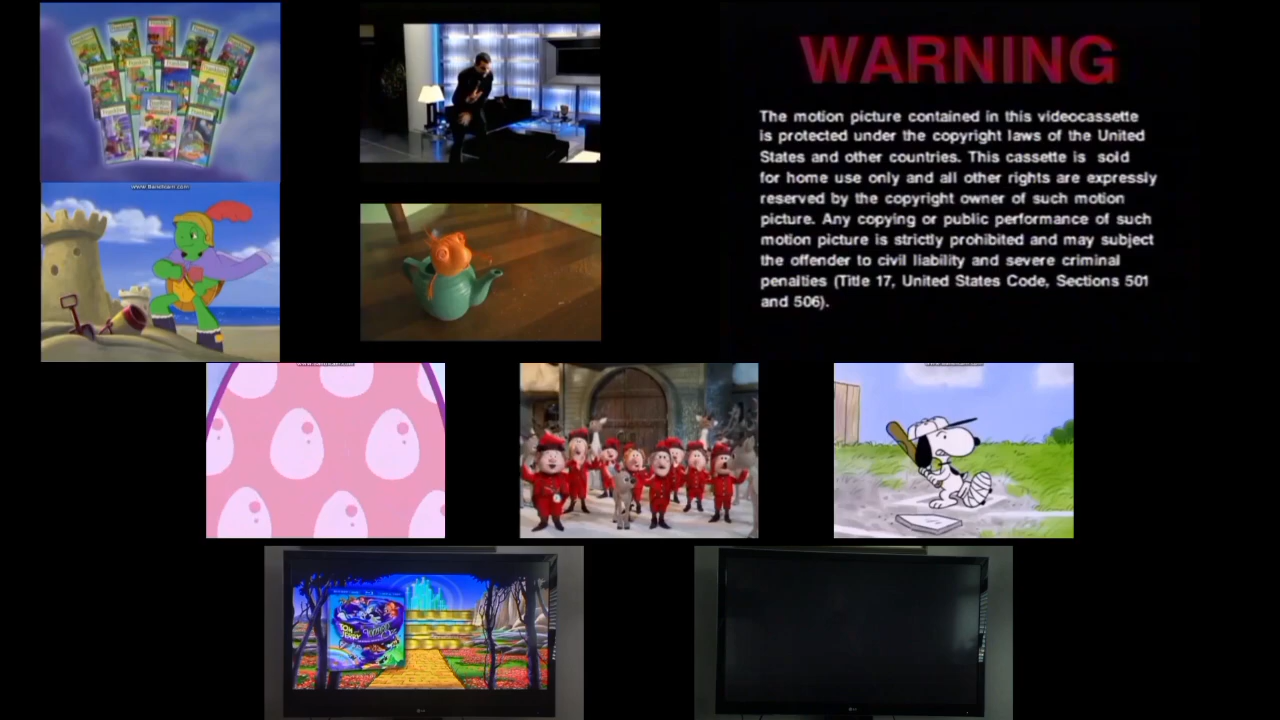 WARNING
The motion picture contained in this videocassette
is protected under the copyright laws of the United
States and other countries. This cassette is sold
for home use only and all other rights are expressly
reserved by the copyright owner of such motion
picture. Any copying or public performance of such
motion picture is strictly prohibited and may subject
the offender to civil liability and severe criminal
penalties (Title 17, United States Code, Sections 501
and 506).
TOM
JERRY